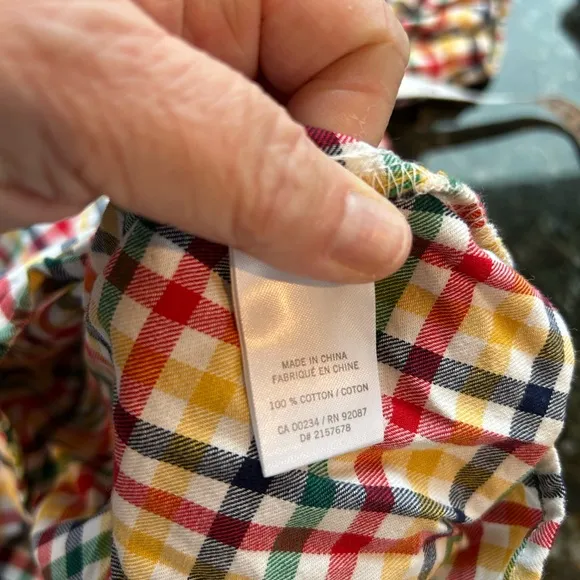 MADE IN CHINA
FABRIQUÉ EN CHINE
100 % COTTON / COTON
CA 00234 / RN 92087
D# 2157678